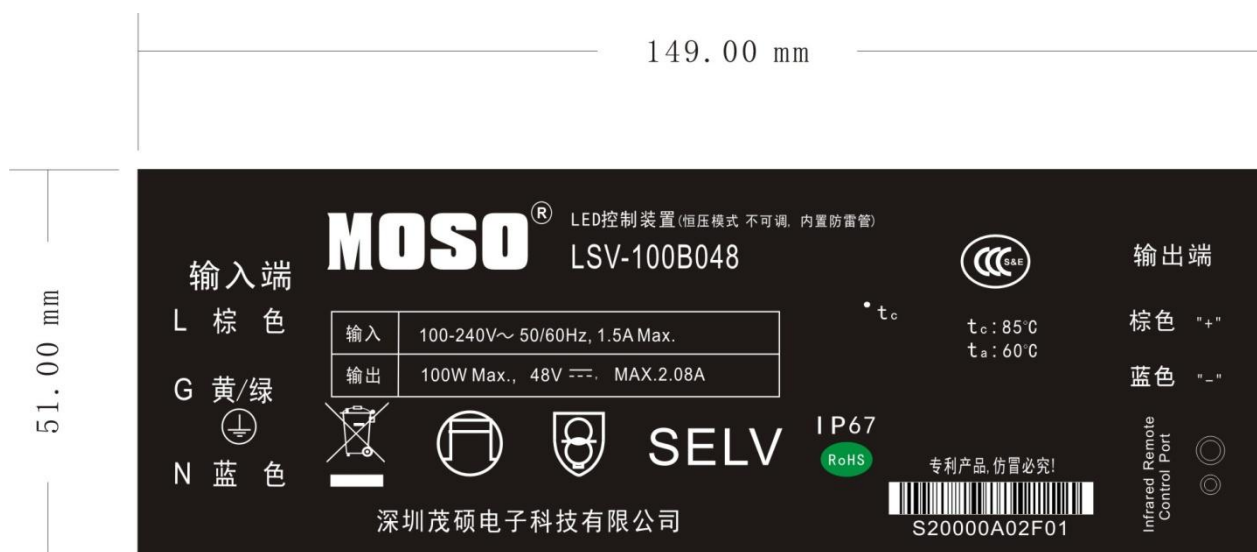 149.00 mm
51.00 mm
MOSO®
LED控制装置(恒压模式 不可调, 内置防雷管)
LSV-100B048
输入端
L 棕 色
G 黄/绿
N 蓝 色
输入 100-240V～ 50/60Hz, 1.5A Max.
输出 100W Max., 48V ⎓, MAX.2.08A
SELV
IP67
RoHS
深圳茂硕电子科技有限公司
tc
CCC S&E
tc:85℃
ta:60℃
专利产品,仿冒必究!
S20000A02F01
输出端
棕色 "+"
蓝色 "-"
Infrared Remote
Control Port